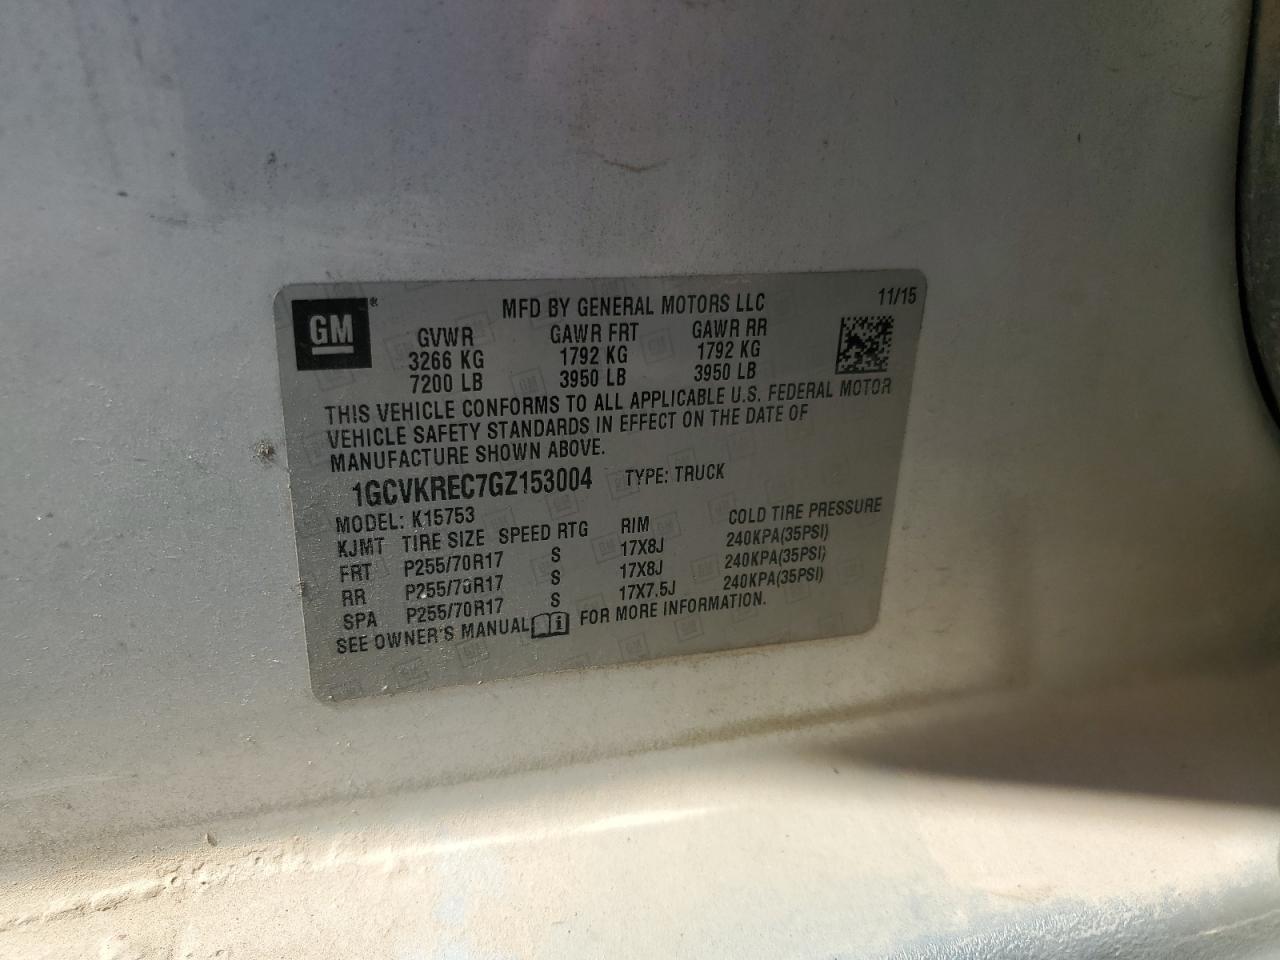 GM ®
MFD BY GENERAL MOTORS LLC 11/15
GVWR GAWR FRT GAWR RR
3266 KG 1792 KG 1792 KG
7200 LB 3950 LB 3950 LB
THIS VEHICLE CONFORMS TO ALL APPLICABLE U.S. FEDERAL MOTOR
VEHICLE SAFETY STANDARDS IN EFFECT ON THE DATE OF
MANUFACTURE SHOWN ABOVE.
1GCVKREC7GZ153004 TYPE: TRUCK
MODEL: K15753
KJMT TIRE SIZE SPEED RTG RIM COLD TIRE PRESSURE
FRT P255/70R17 S 17X8J 240KPA(35PSI)
RR P255/70R17 S 17X8J 240KPA(35PSI)
SPA P255/70R17 S 17X7.5J 240KPA(35PSI)
SEE OWNER'S MANUAL FOR MORE INFORMATION.